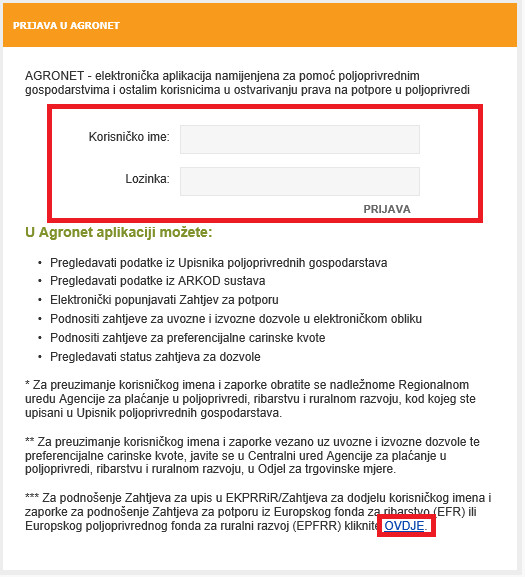 PRIJAVA U AGRONET
AGRONET - elektronička aplikacija namijenjena za pomoć poljoprivrednim
gospodarstvima i ostalim korisnicima u ostvarivanju prava na potpore u poljoprivredi
Korisničko ime:
Lozinka:
PRIJAVA
U Agronet aplikaciji možete:
• Pregledavati podatke iz Upisnika poljoprivrednih gospodarstava
• Pregledavati podatke iz ARKOD sustava
• Elektronički popunjavati Zahtjev za potporu
• Podnositi zahtjeve za uvozne i izvozne dozvole u elektroničkom obliku
• Podnositi zahtjeve za preferencijalne carinske kvote
• Pregledavati status zahtjeva za dozvole
* Za preuzimanje korisničkog imena i zaporke obratite se nadležnome Regionalnom
uredu Agencije za plaćanje u poljoprivredi, ribarstvu i ruralnom razvoju, kod kojeg ste
upisani u Upisnik poljoprivrednih gospodarstava.
** Za preuzimanje korisničkog imena i zaporke vezano uz uvozne i izvozne dozvole te
preferencijalne carinske kvote, javite se u Centralni ured Agencije za plaćanje u
poljoprivredi, ribarstvu i ruralnom razvoju, u Odjel za trgovinske mjere.
*** Za podnošenje Zahtjeva za upis u EKPRRiR/Zahtjeva za dodjelu korisničkog imena i
zaporke za podnošenje Zahtjeva za potporu iz Europskog fonda za ribarstvo (EFR) ili
Europskog poljoprivrednog fonda za ruralni razvoj (EPFRR) kliknite OVDJE.